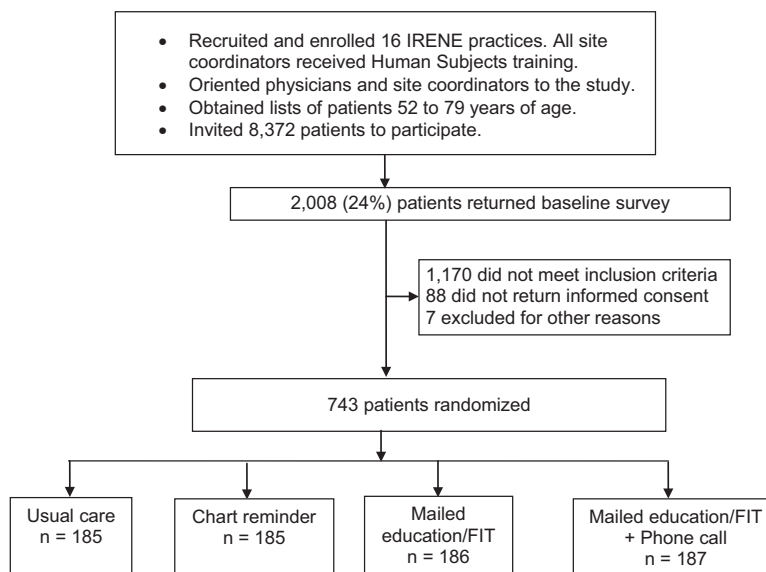 • Recruited and enrolled 16 IRENE practices. All site
coordinators received Human Subjects training.
• Oriented physicians and site coordinators to the study.
• Obtained lists of patients 52 to 79 years of age.
• Invited 8,372 patients to participate.
2,008 (24%) patients returned baseline survey
1,170 did not meet inclusion criteria
88 did not return informed consent
7 excluded for other reasons
743 patients randomized
Usual care
n = 185
Chart reminder
n = 185
Mailed
education/FIT
n = 186
Mailed education/FIT
+ Phone call
n = 187